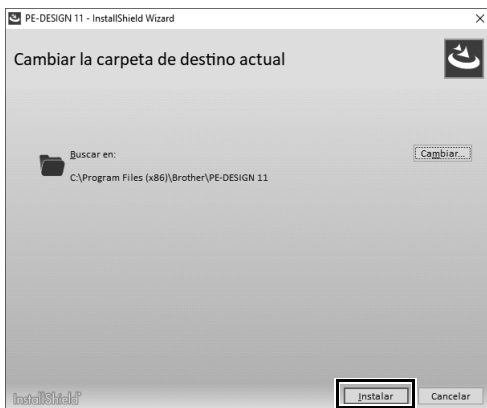 PE-DESIGN 11 - InstallShield Wizard
Cambiar la carpeta de destino actual
Buscar en:
Cambiar...
C:\Program Files (x86)\Brother\PE-DESIGN 11
InstallShield
Instalar
Cancelar